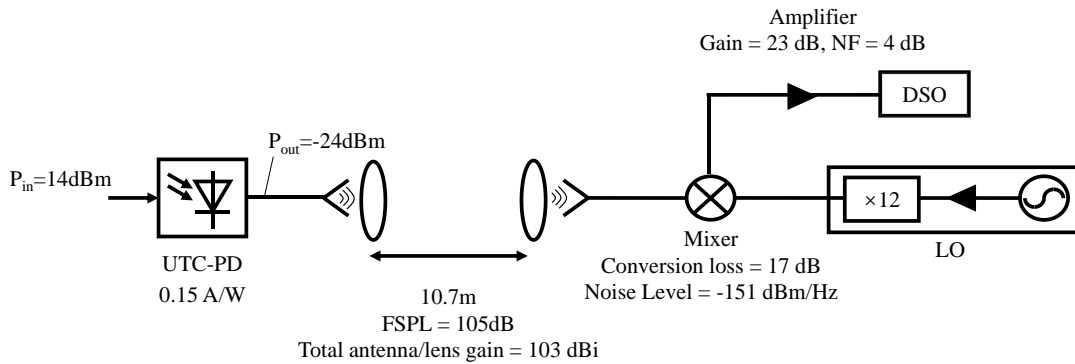 Amplifier
Gain = 23 dB, NF = 4 dB
DSO
P_out=-24dBm
P_in=14dBm
×12
UTC-PD
0.15 A/W
Mixer
Conversion loss = 17 dB
Noise Level = -151 dBm/Hz
LO
10.7m
FSPL = 105dB
Total antenna/lens gain = 103 dBi